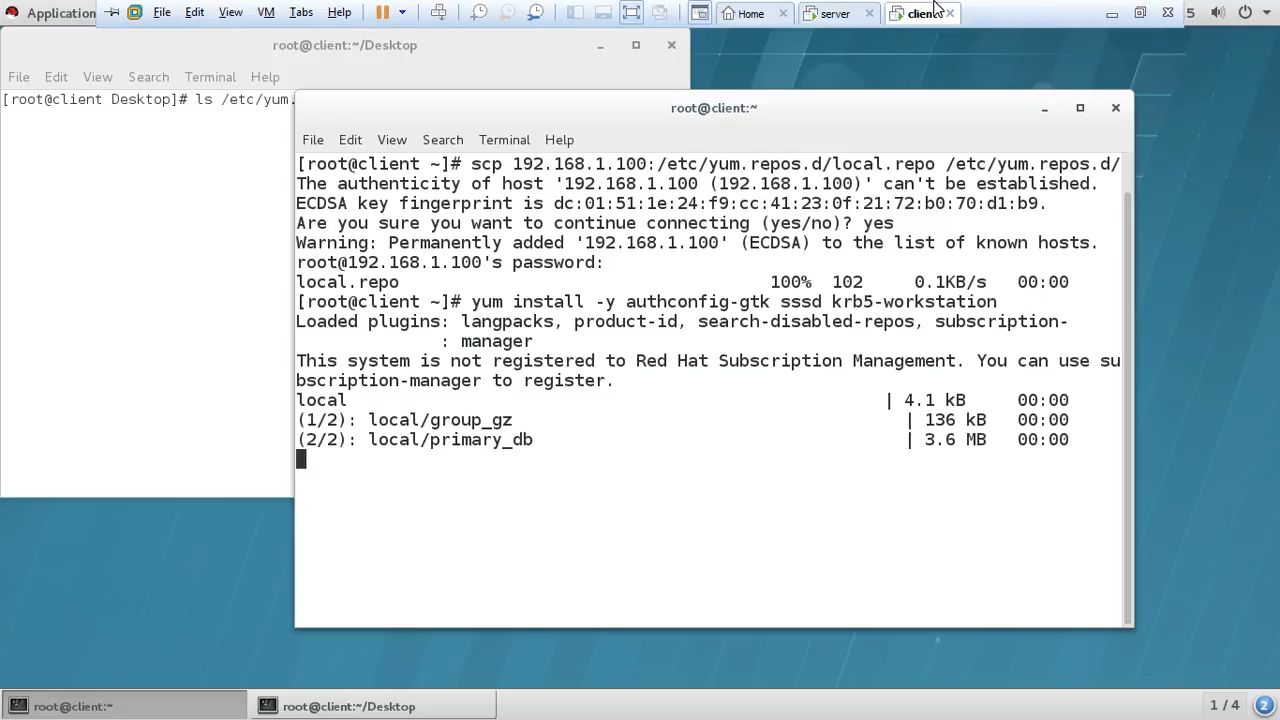 Application File Edit View VM Tabs Help Home server client 5
root@client:~/Desktop
File Edit View Search Terminal Help
[root@client Desktop]# ls /etc/yum.
root@client:~
File Edit View Search Terminal Help
[root@client ~]# scp 192.168.1.100:/etc/yum.repos.d/local.repo /etc/yum.repos.d/
The authenticity of host '192.168.1.100 (192.168.1.100)' can't be established.
ECDSA key fingerprint is dc:01:51:1e:24:f9:cc:41:23:0f:21:72:b0:70:d1:b9.
Are you sure you want to continue connecting (yes/no)? yes
Warning: Permanently added '192.168.1.100' (ECDSA) to the list of known hosts.
root@192.168.1.100's password:
local.repo 100% 102 0.1KB/s 00:00
[root@client ~]# yum install -y authconfig-gtk sssd krb5-workstation
Loaded plugins: langpacks, product-id, search-disabled-repos, subscription-
: manager
This system is not registered to Red Hat Subscription Management. You can use su
bscription-manager to register.
local | 4.1 kB 00:00
(1/2): local/group_gz | 136 kB 00:00
(2/2): local/primary_db | 3.6 MB 00:00
root@client:~ root@client:~/Desktop 1 / 4 2